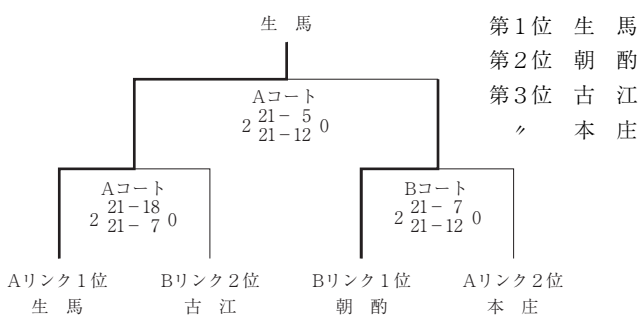 生　馬
第1位　生　馬
第2位　朝　酌
第3位　古　江
〃　本　庄
Aコート
2 21－ 5 0
21－12
Aコート
2 21－18 0
21－ 7
Bコート
2 21－ 7 0
21－12
Aリンク1位
生　馬
Bリンク2位
古　江
Bリンク1位
朝　酌
Aリンク2位
本　庄